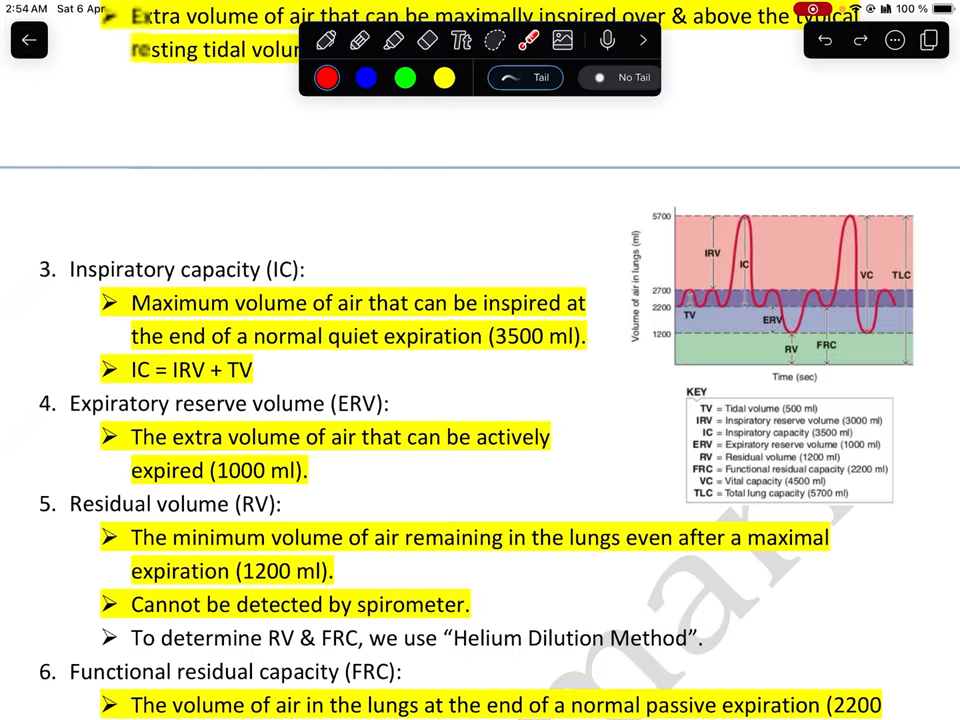 2:54 AM Sat 6 Apr 100 %
➤ Extra volume of air that can be maximally inspired over & above the typical
resting tidal volu
Tt
Tail
No Tail
3. Inspiratory capacity (IC):
➤ Maximum volume of air that can be inspired at
the end of a normal quiet expiration (3500 ml).
➤ IC = IRV + TV
4. Expiratory reserve volume (ERV):
➤ The extra volume of air that can be actively
expired (1000 ml).
5. Residual volume (RV):
➤ The minimum volume of air remaining in the lungs even after a maximal
expiration (1200 ml).
➤ Cannot be detected by spirometer.
➤ To determine RV & FRC, we use “Helium Dilution Method”.
6. Functional residual capacity (FRC):
➤ The volume of air in the lungs at the end of a normal passive expiration (2200
Volume of air in lungs (ml)
5700
2700
2200
1200
IRV
IC
VC
TLC
TV
ERV
RV
FRC
Time (sec)
KEY
TV = Tidal volume (500 ml)
IRV = Inspiratory reserve volume (3000 ml)
IC = Inspiratory capacity (3500 ml)
ERV = Expiratory reserve volume (1000 ml)
RV = Residual volume (1200 ml)
FRC = Functional residual capacity (2200 ml)
VC = Vital capacity (4500 ml)
TLC = Total lung capacity (5700 ml)